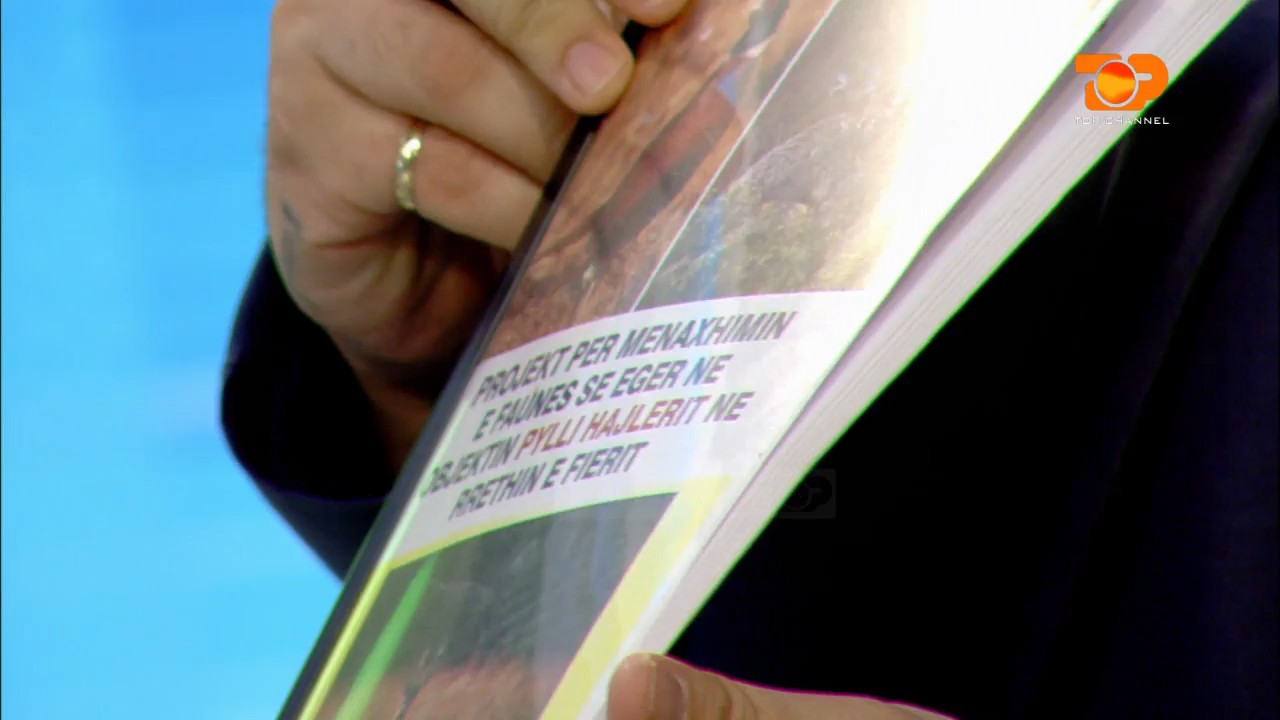 TOP CHANNEL
PROJEKT PER MENAXHIMIN
E FAUNES SE EGER NE
OBJEKTIN PYLLI HAJLERIT NE
RRETHIN E FIERIT